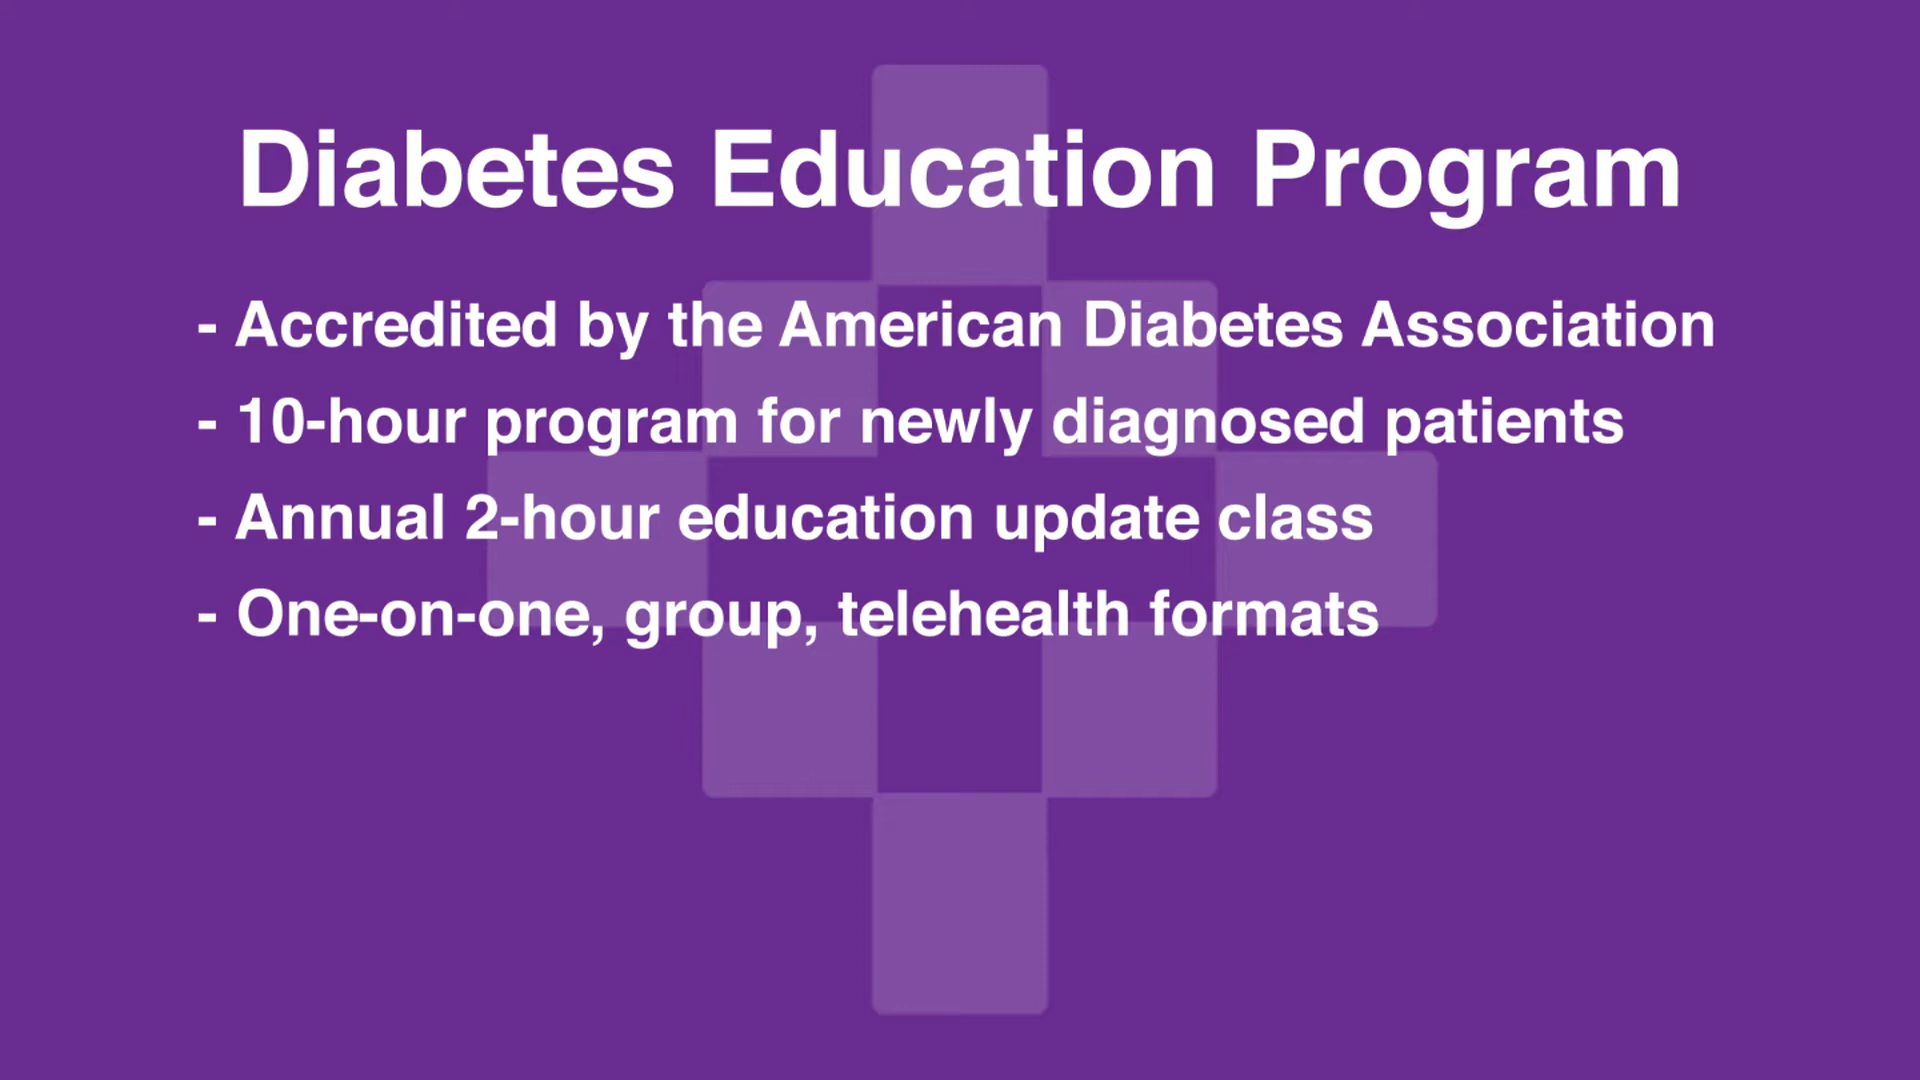 Diabetes Education Program
- Accredited by the American Diabetes Association
- 10-hour program for newly diagnosed patients
- Annual 2-hour education update class
- One-on-one, group, telehealth formats